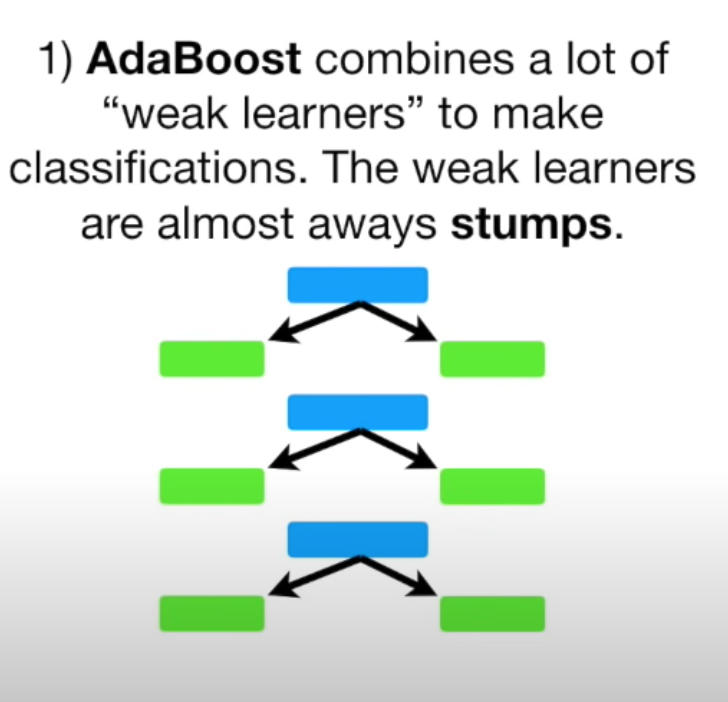 1) AdaBoost combines a lot of
“weak learners” to make
classifications. The weak learners
are almost aways stumps.